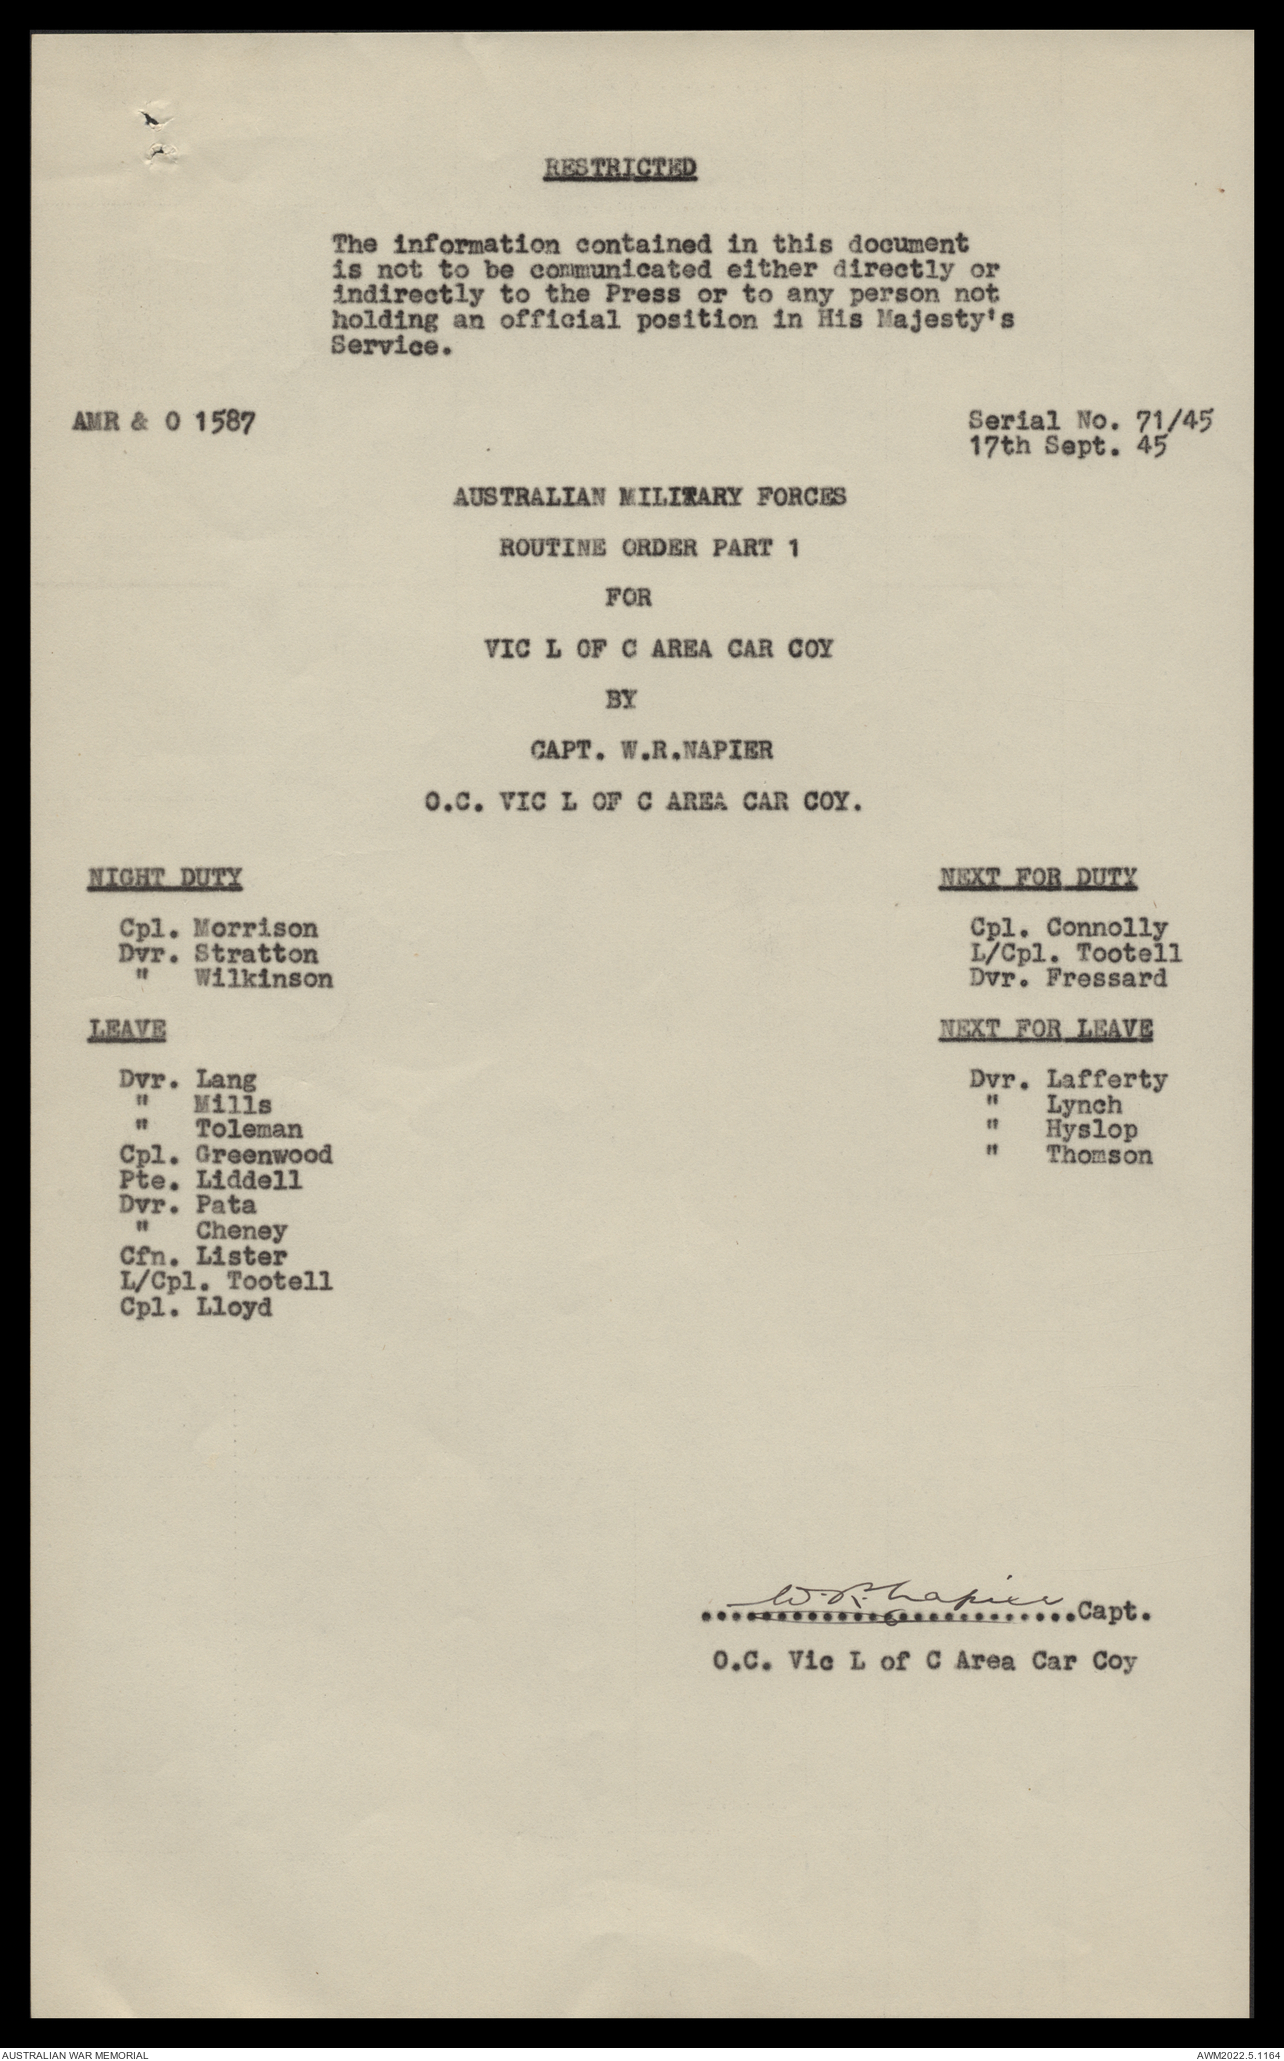 RESTRICTED
The information contained in this document
is not to be communicated either directly or
indirectly to the Press or to any person not
holding an official position in His Majesty's
Service.
AMR & O 1587
Serial No. 71/45
17th Sept. 45
AUSTRALIAN MILITARY FORCES
ROUTINE ORDER PART 1
FOR
VIC L OF C AREA CAR COY
BY
CAPT. W.R.NAPIER
O.C. VIC L OF C AREA CAR COY.
NIGHT DUTY
Cpl. Morrison
Dvr. Stratton
" Wilkinson
NEXT FOR DUTY
Cpl. Connolly
L/Cpl. Tootell
Dvr. Fressard
LEAVE
Dvr. Lang
" Mills
" Toleman
Cpl. Greenwood
Pte. Liddell
Dvr. Pata
" Cheney
Cfn. Lister
L/Cpl. Tootell
Cpl. Lloyd
NEXT FOR LEAVE
Dvr. Lafferty
" Lynch
" Hyslop
" Thomson
W.R. Napier
.........................Capt.
O.C. Vic L of C Area Car Coy
AUSTRALIAN WAR MEMORIAL
AWM2022.5.1164